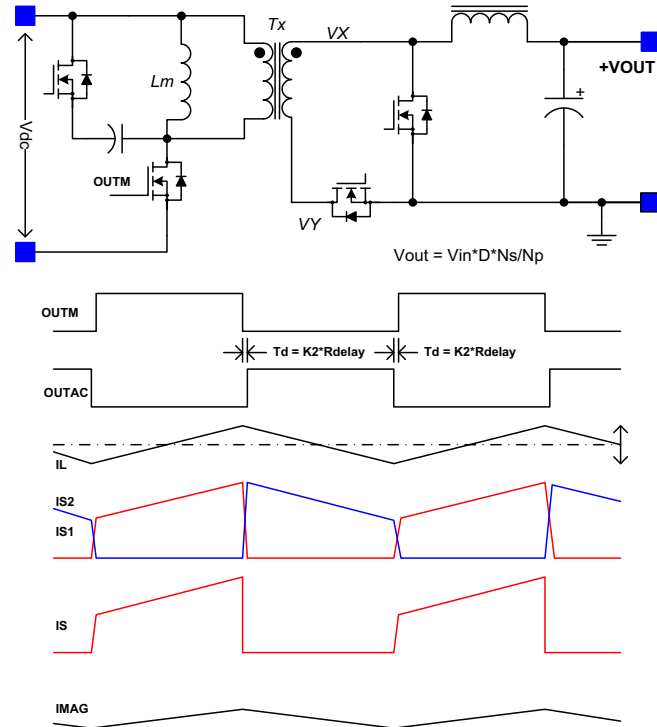 Tx
VX
Lm
+VOUT
+
Vdc
OUTM
VY
Vout = Vin*D*Ns/Np
OUTM
Td = K2*Rdelay
Td = K2*Rdelay
OUTAC
IL
IS2
IS1
IS
IMAG